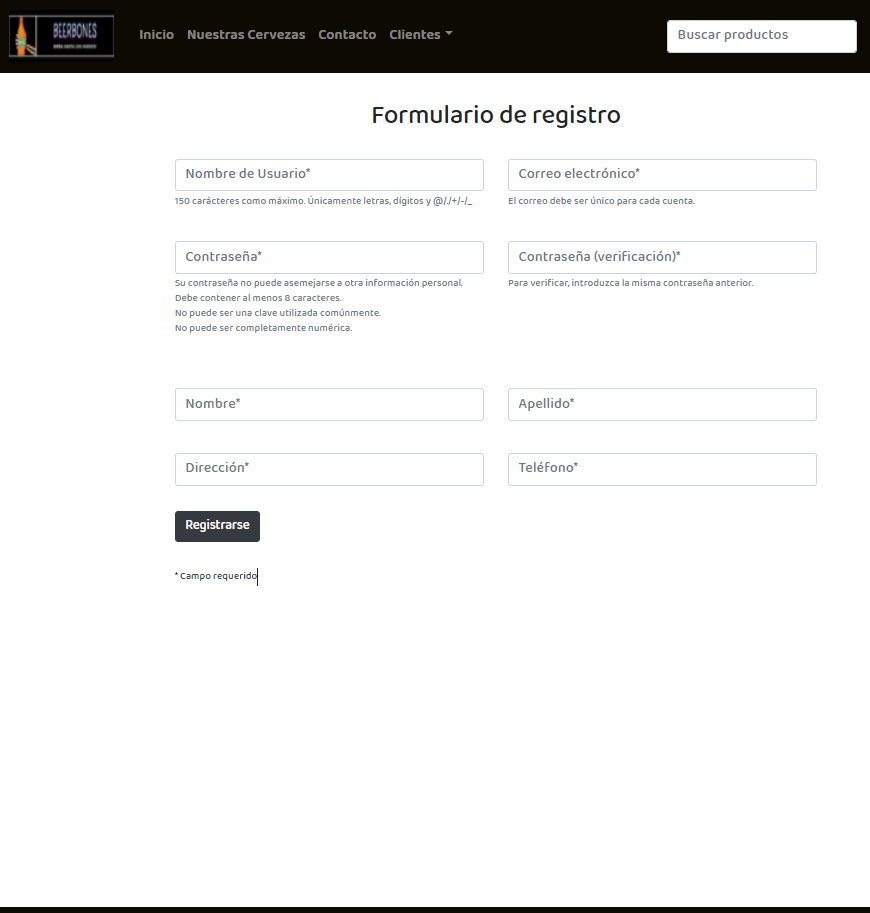 BEERBONES
Inicio Nuestras Cervezas Contacto Clientes
Buscar productos
Formulario de registro
Nombre de Usuario* Correo electrónico*
150 carácteres como máximo. Únicamente letras, dígitos y @/./+/-/_ El correo debe ser único para cada cuenta.
Contraseña* Contraseña (verificación)*
Su contraseña no puede asemejarse a otra información personal. Para verificar, introduzca la misma contraseña anterior.
Debe contener al menos 8 caracteres.
No puede ser una clave utilizada comúnmente.
No puede ser completamente numérica.
Nombre* Apellido*
Dirección* Teléfono*
Registrarse
* Campo requerido